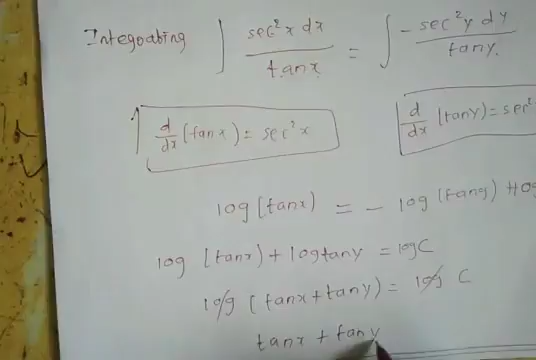 Integrating ∫ sec²x dx / tanx = ∫ -sec²y dy / tany.
d/dx (tanx) = sec²x
d/dx (tany) = sec²
log (tanx) = - log (tany) + log
log (tanx) + log tany = log C
log (tanx + tany) = log C
tanx + tany